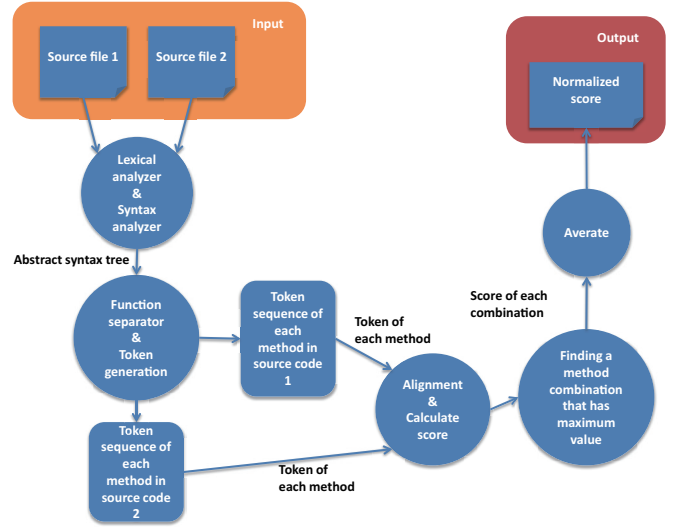 Input
Source file 1
Source file 2
Output
Normalized
score
Lexical
analyzer
&
Syntax
analyzer
Averate
Abstract syntax tree
Function
separator
&
Token
generation
Token
sequence of
each
method in
source code
1
Token of
each method
Score of each
combination
Alignment
&
Calculate
score
Finding a
method
combination
that has
maximum
value
Token
sequence of
each
method in
source code
2
Token of
each method